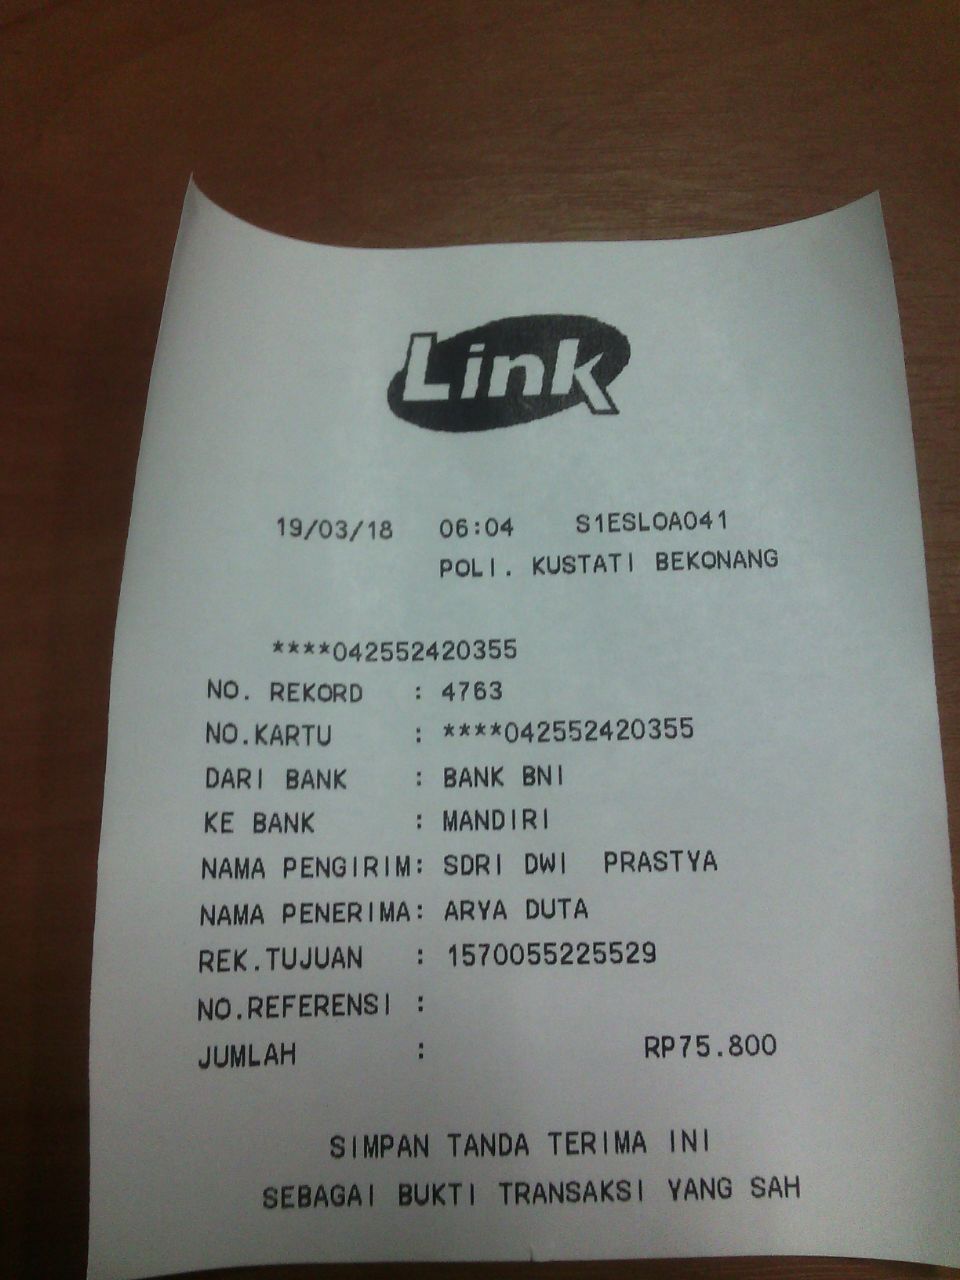 Link
19/03/18 06:04 S1ESLOA041
POLI. KUSTATI BEKONANG
****042552420355
NO. REKORD : 4763
NO.KARTU : ****042552420355
DARI BANK : BANK BNI
KE BANK : MANDIRI
NAMA PENGIRIM: SDRI DWI PRASTYA
NAMA PENERIMA: ARYA DUTA
REK.TUJUAN : 1570055225529
NO.REFERENSI :
JUMLAH : RP75.800
SIMPAN TANDA TERIMA INI
SEBAGAI BUKTI TRANSAKSI YANG SAH